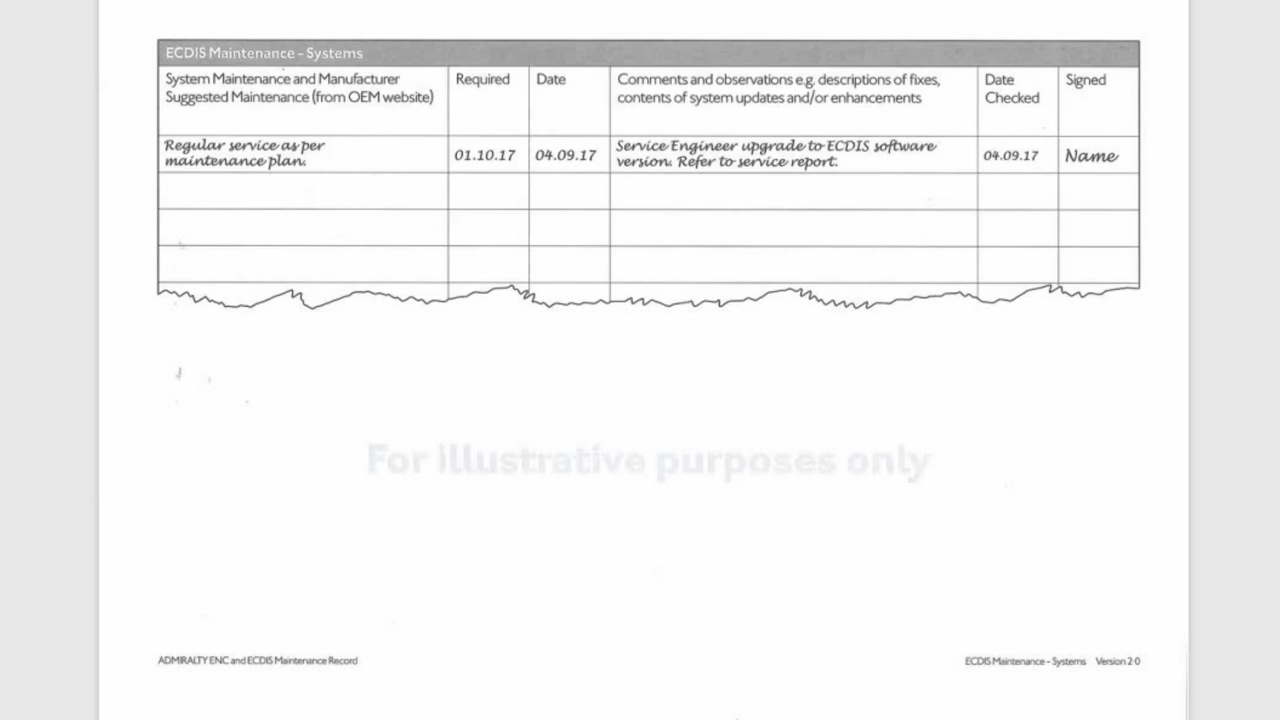 ECDIS Maintenance - Systems
System Maintenance and Manufacturer
Suggested Maintenance (from OEM website)
Required
Date
Comments and observations e.g. descriptions of fixes,
contents of system updates and/or enhancements
Date
Checked
Signed
Regular service as per
maintenance plan.
01.10.17
04.09.17
Service Engineer upgrade to ECDIS software
version. Refer to service report.
04.09.17
Name
For illustrative purposes only
ADMIRALTY ENC and ECDIS Maintenance Record
ECDIS Maintenance - Systems Version 2·0